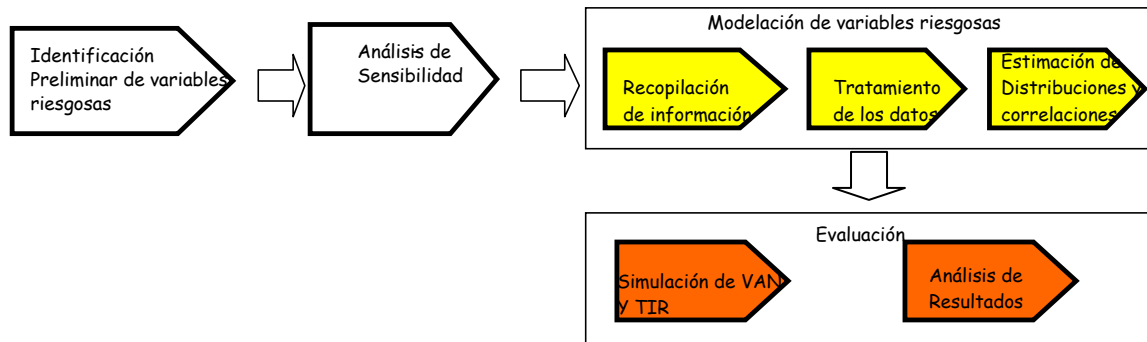 Identificación
Preliminar de variables
riesgosas
Análisis de
Sensibilidad
Modelación de variables riesgosas
Recopilación
de información
Tratamiento
de los datos
Estimación de
Distribuciones y
correlaciones
Evaluación
Simulación de VAN
Y TIR
Análisis de
Resultados